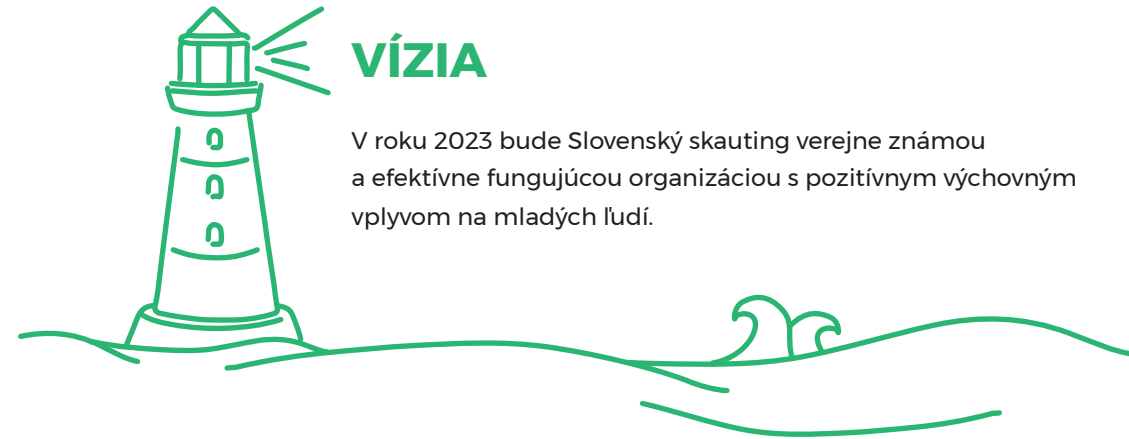 VÍZIA
V roku 2023 bude Slovenský skauting verejne známou
a efektívne fungujúcou organizáciou s pozitívnym výchovným
vplyvom na mladých ľudí.